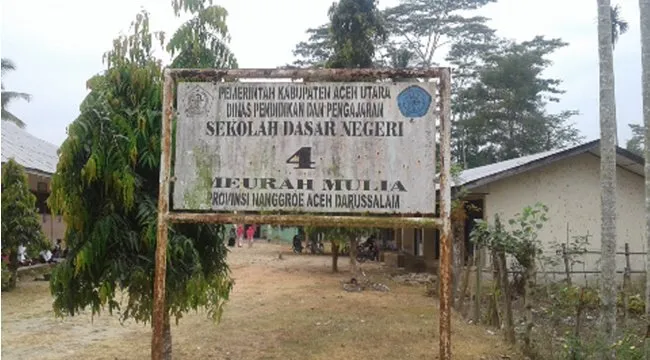 PEMERINTAH KABUPATEN ACEH UTARA
DINAS PENDIDIKAN DAN PENGAJARAN
SEKOLAH DASAR NEGERI
4
MEURAH MULIA
PROVINSI NANGGROE ACEH DARUSSALAM